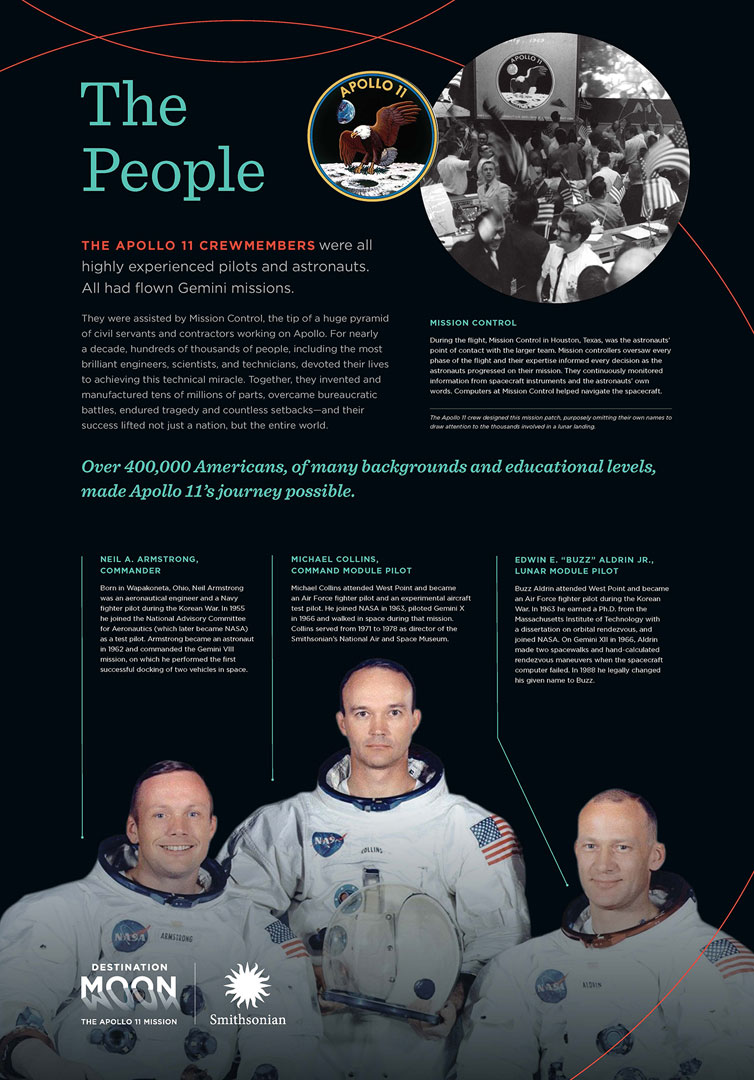 The
People
APOLLO 11
APOLLO 11
THE APOLLO 11 CREWMEMBERS were all
highly experienced pilots and astronauts.
All had flown Gemini missions.
They were assisted by Mission Control, the tip of a huge pyramid
of civil servants and contractors working on Apollo. For nearly
a decade, hundreds of thousands of people, including the most
brilliant engineers, scientists, and technicians, devoted their lives
to achieving this technical miracle. Together, they invented and
manufactured tens of millions of parts, overcame bureaucratic
battles, endured tragedy and countless setbacks—and their
success lifted not just a nation, but the entire world.
MISSION CONTROL
During the flight, Mission Control in Houston, Texas, was the astronauts’
point of contact with the larger team. Mission controllers oversaw every
phase of the flight and their expertise informed every decision as the
astronauts progressed on their mission. They continuously monitored
information from spacecraft instruments and the astronauts’ own
words. Computers at Mission Control helped navigate the spacecraft.
The Apollo 11 crew designed this mission patch, purposely omitting their own names to
draw attention to the thousands involved in a lunar landing.
Over 400,000 Americans, of many backgrounds and educational levels,
made Apollo 11’s journey possible.
NEIL A. ARMSTRONG,
COMMANDER
Born in Wapakoneta, Ohio, Neil Armstrong
was an aeronautical engineer and a Navy
fighter pilot during the Korean War. In 1955
he joined the National Advisory Committee
for Aeronautics (which later became NASA)
as a test pilot. Armstrong became an astronaut
in 1962 and commanded the Gemini VIII
mission, on which he performed the first
successful docking of two vehicles in space.
MICHAEL COLLINS,
COMMAND MODULE PILOT
Michael Collins attended West Point and became
an Air Force fighter pilot and an experimental aircraft
test pilot. He joined NASA in 1963, piloted Gemini X
in 1966 and walked in space during that mission.
Collins served from 1971 to 1978 as director of the
Smithsonian’s National Air and Space Museum.
EDWIN E. “BUZZ” ALDRIN JR.,
LUNAR MODULE PILOT
Buzz Aldrin attended West Point and became
an Air Force fighter pilot during the Korean
War. In 1963 he earned a Ph.D. from the
Massachusetts Institute of Technology with
a dissertation on orbital rendezvous, and
joined NASA. On Gemini XII in 1966, Aldrin
made two spacewalks and hand-calculated
rendezvous maneuvers when the spacecraft
computer failed. In 1988 he legally changed
his given name to Buzz.
NASA
COLLINS
NASA
ARMSTRONG
NASA
ALDRIN
DESTINATION
MOON
THE APOLLO 11 MISSION
Smithsonian